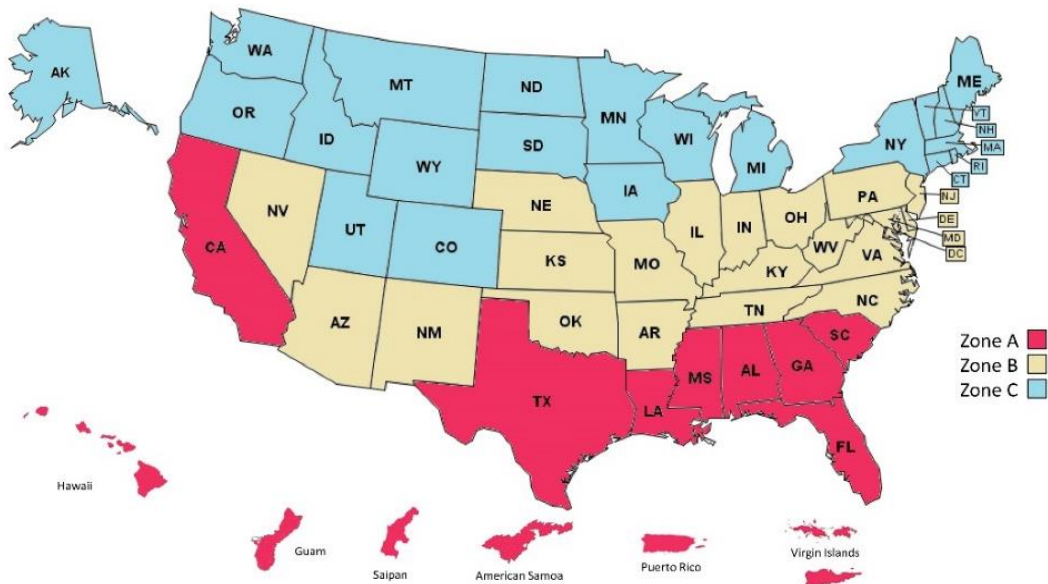 WA
ME
AK
MT
ND
VT
OR
MN
NH
ID
WI
NY
MA
SD
MI
RI
WY
CT
IA
PA
NJ
NV
NE
OH
IL
IN
DE
UT
CA
CO
WV
MD
VA
KS
MO
DC
KY
NC
TN
AZ
OK
NM
AR
SC
Zone A
Zone B
MS
AL
GA
Zone C
TX
LA
FL
Hawaii
Guam
Saipan
American Samoa
Puerto Rico
Virgin Islands